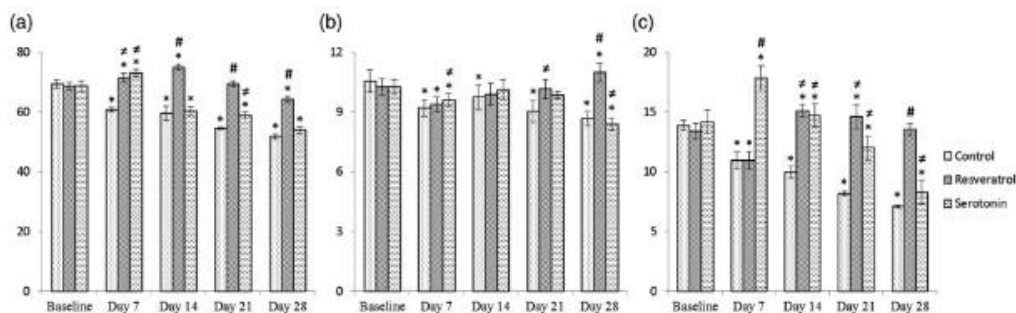 (a)
80
60
40
20
0
≠ ≠ # # #
* * * * * * * * * * *
Baseline Day 7 Day 14 Day 21 Day 28
(b)
12
9
6
3
0
Baseline Day 7 Day 14 Day 21 Day 28
(c)
20
15
10
5
0
Baseline Day 7 Day 14 Day 21 Day 28
Control
Resveratrol
Serotonin